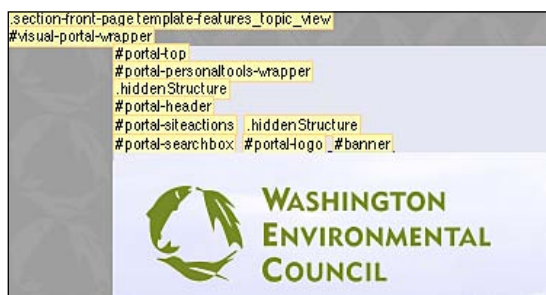 .section-front-page template-features_topic_view
#visual-portal-wrapper
#portal-top
#portal-personaltools-wrapper
.hiddenStructure
#portal-header
#portal-siteactions .hiddenStructure
#portal-searchbox #portal-logo #banner
WASHINGTON
ENVIRONMENTAL
COUNCIL